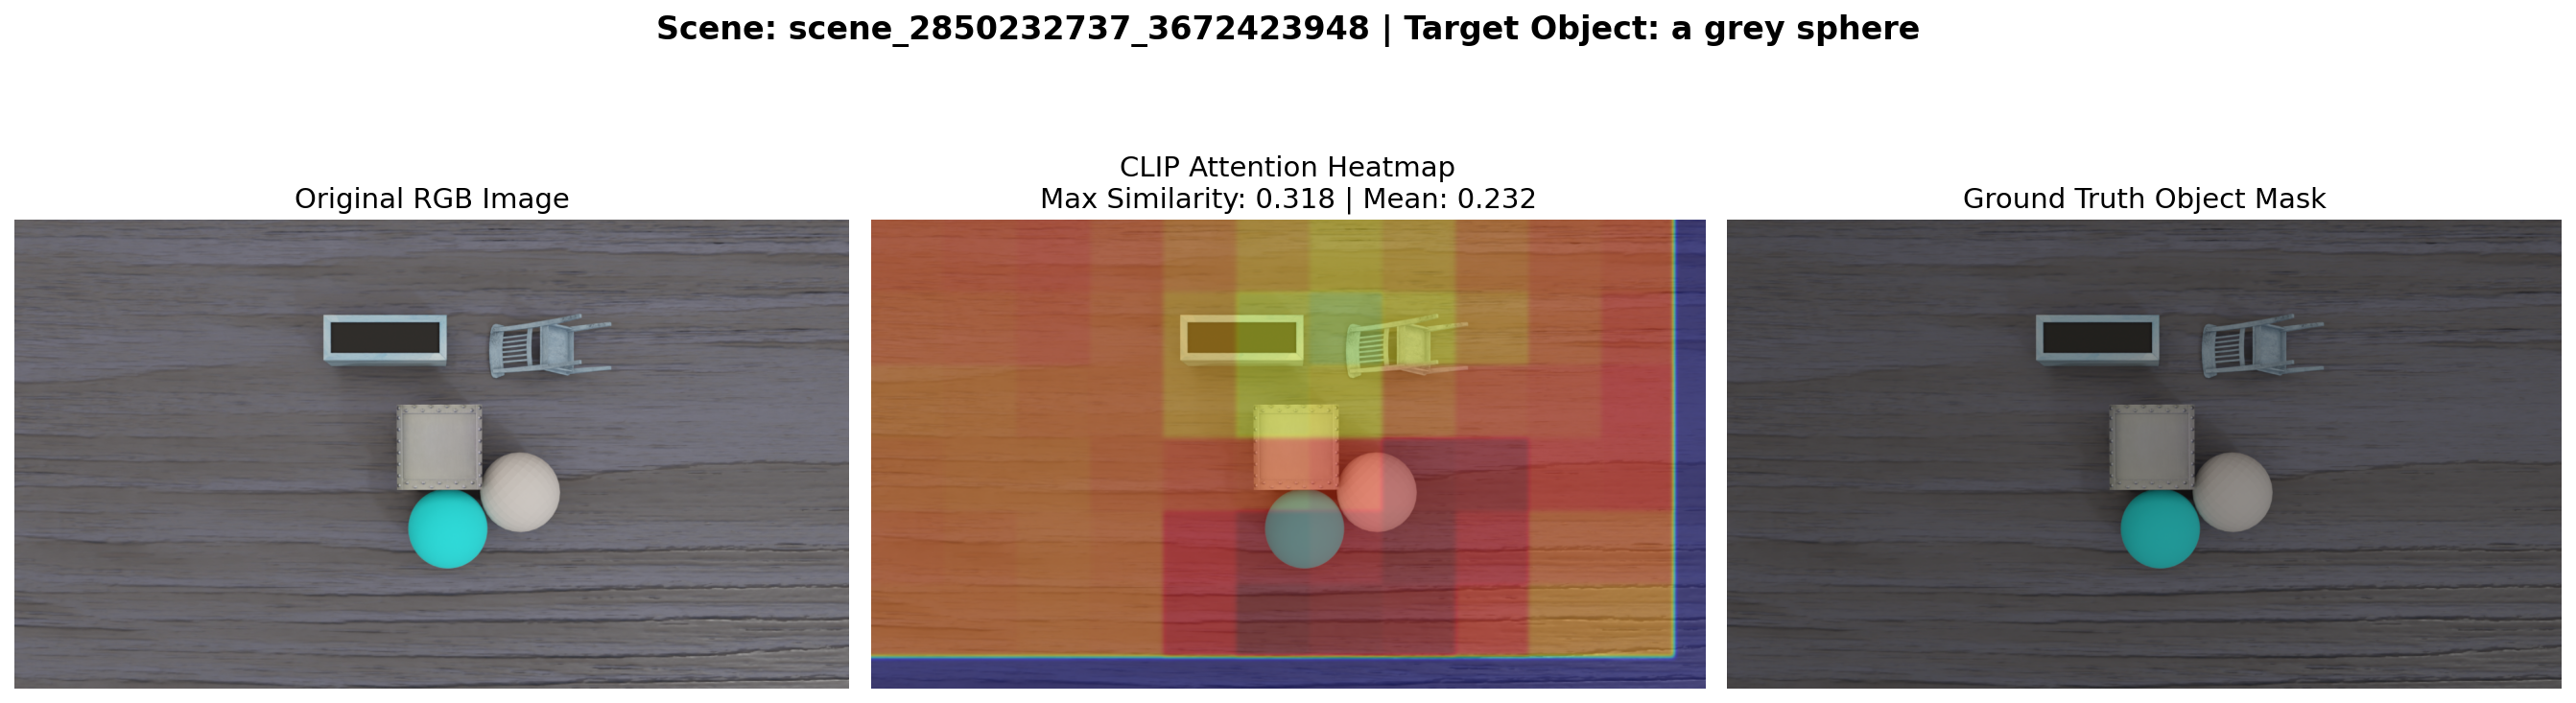 Scene: scene_2850232737_3672423948 | Target Object: a grey sphere
Original RGB Image
CLIP Attention Heatmap
Max Similarity: 0.318 | Mean: 0.232
Ground Truth Object Mask